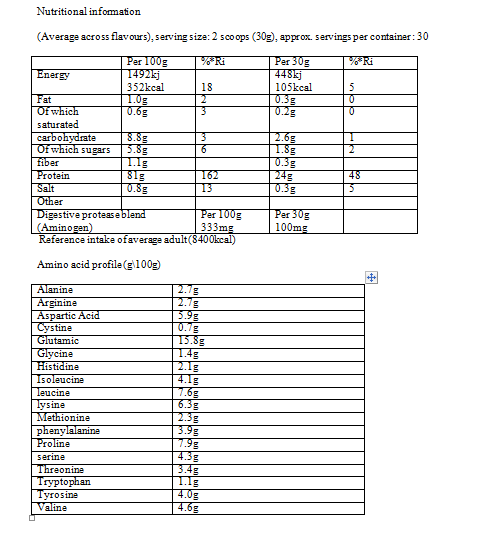 Nutritional information
(Average across flavours), serving size: 2 scoops (30g), approx. servings per container: 30
Per 100g %*Ri Per 30g %*Ri
Energy 1492kj 448kj
352kcal 18 105kcal 5
Fat 1.0g 2 0.3g 0
Of which 0.6g 3 0.2g 0
saturated
carbohydrate 8.8g 3 2.6g 1
Of which sugars 5.8g 6 1.8g 2
fiber 1.1g 0.3g
Protein 81g 162 24g 48
Salt 0.8g 13 0.3g 5
Other
Digestive protease blend Per 100g Per 30g
(Aminogen) 333mg 100mg
Reference intake of average adult (8400kcal)
Amino acid profile (g\100g)
Alanine 2.7g
Arginine 2.7g
Aspartic Acid 5.9g
Cystine 0.7g
Glutamic 15.8g
Glycine 1.4g
Histidine 2.1g
Isoleucine 4.1g
leucine 7.6g
lysine 6.3g
Methionine 2.3g
phenylalanine 3.9g
Proline 7.9g
serine 4.3g
Threonine 3.4g
Tryptophan 1.1g
Tyrosine 4.0g
Valine 4.6g